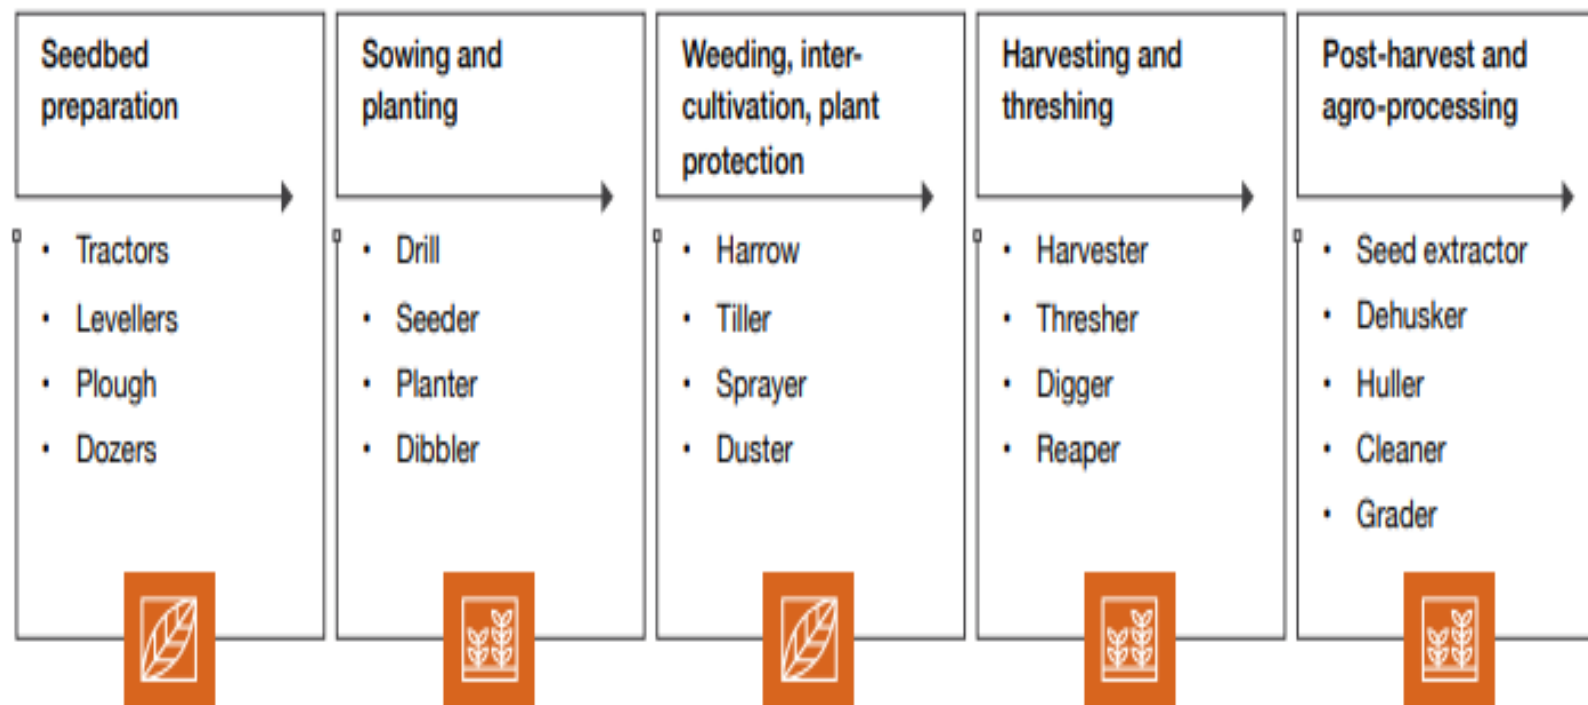 Seedbed
preparation
• Tractors
• Levellers
• Plough
• Dozers
Sowing and
planting
• Drill
• Seeder
• Planter
• Dibbler
Weeding, inter-
cultivation, plant
protection
• Harrow
• Tiller
• Sprayer
• Duster
Harvesting and
threshing
• Harvester
• Thresher
• Digger
• Reaper
Post-harvest and
agro-processing
• Seed extractor
• Dehusker
• Huller
• Cleaner
• Grader